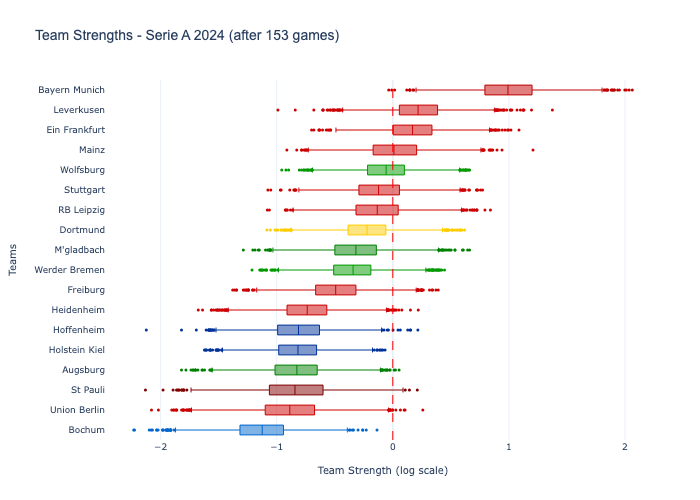 Team Strengths - Serie A 2024 (after 153 games)
Bayern Munich
Leverkusen
Ein Frankfurt
Mainz
Wolfsburg
Stuttgart
RB Leipzig
Dortmund
M'gladbach
Werder Bremen
Freiburg
Heidenheim
Hoffenheim
Holstein Kiel
Augsburg
St Pauli
Union Berlin
Bochum
Teams
−2 −1 0 1 2
Team Strength (log scale)